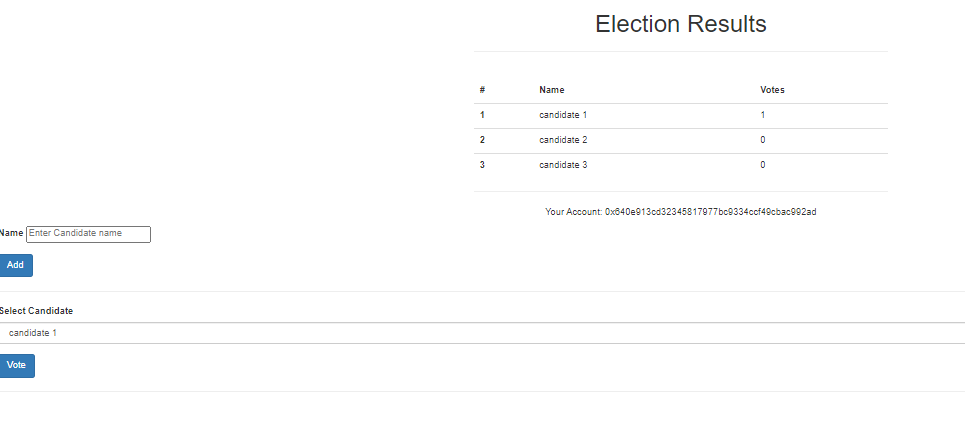 Election Results
# Name Votes
1 candidate 1 1
2 candidate 2 0
3 candidate 3 0
Your Account: 0x640e913cd32345817977bc9334ccf49cbac992ad
Name Enter Candidate name
Add
Select Candidate
candidate 1
Vote